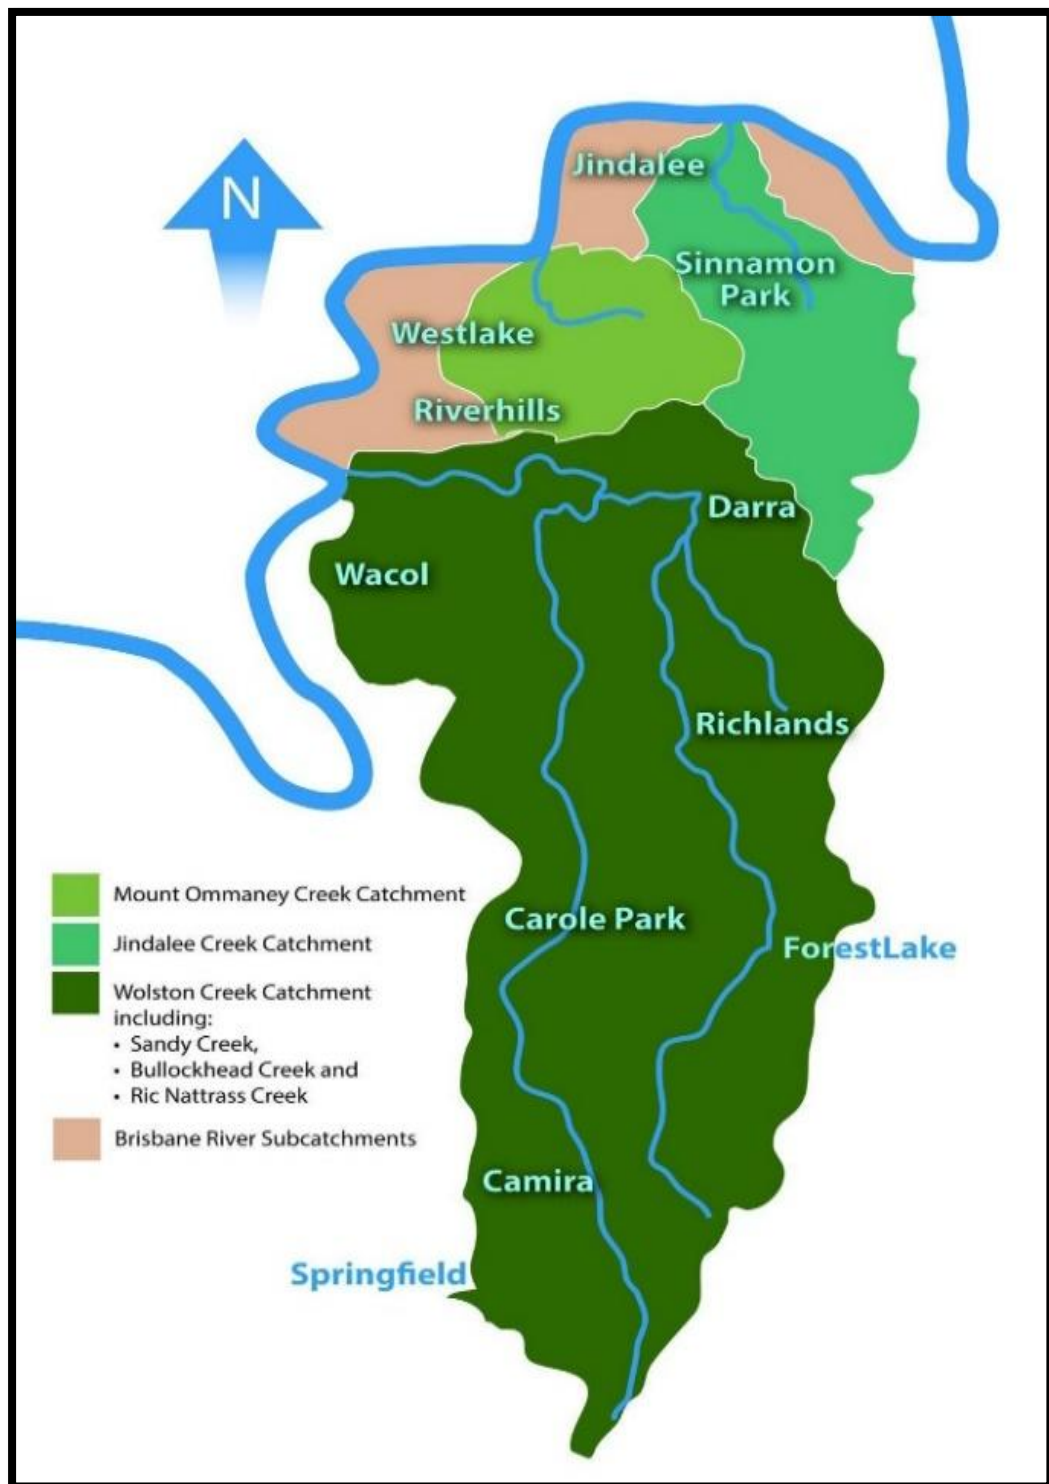 N
Jindalee
Sinnamon
Park
Westlake
Riverhills
Darra
Wacol
Richlands
Carole Park
ForestLake
Camira
Springfield
Mount Ommaney Creek Catchment
Jindalee Creek Catchment
Wolston Creek Catchment
including:
• Sandy Creek,
• Bullockhead Creek and
• Ric Nattrass Creek
Brisbane River Subcatchments